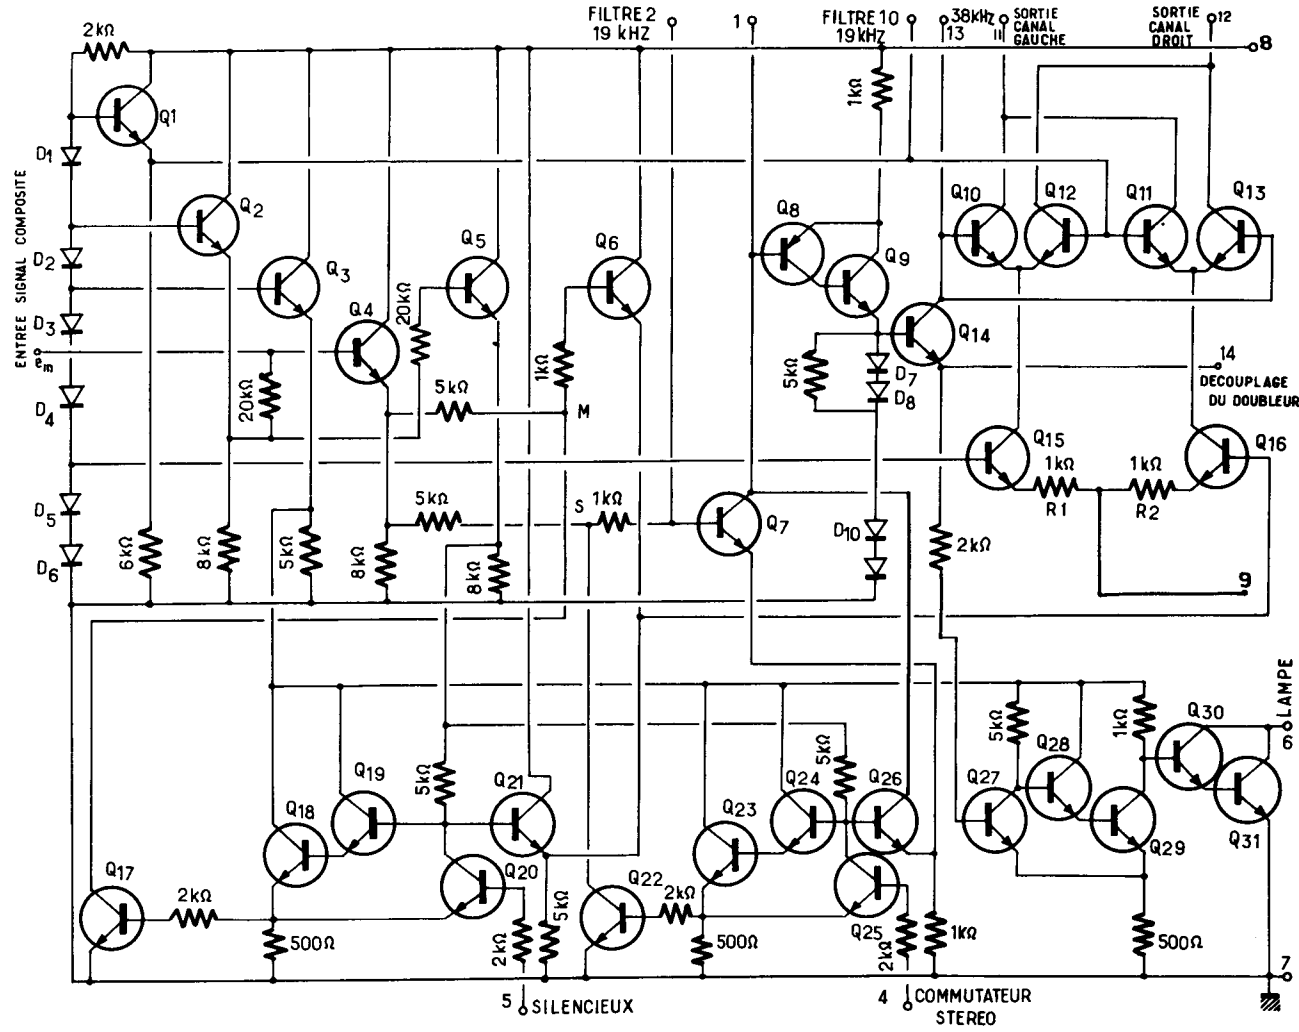 FILTRE 2
19 kHz
1
FILTRE 10
19 kHz
38kHz
13
11
SORTIE
CANAL
GAUCHE
SORTIE
CANAL
DROIT
12
8
2kΩ
Q1
1kΩ
D1
ENTRÉE SIGNAL COMPOSITE
em
Q2
Q3
Q4
Q5
Q6
Q8
Q9
Q10
Q12
Q11
Q13
D2
D3
D4
20kΩ
20kΩ
5kΩ
1kΩ
M
5kΩ
D7
D8
Q14
14
DECOUPLAGE
DU DOUBLEUR
Q15
1kΩ
R1
1kΩ
R2
Q16
D5
D6
6kΩ
8kΩ
5kΩ
8kΩ
5kΩ
8kΩ
S
1kΩ
Q7
D10
2kΩ
9
LAMPE
6
Q17
2kΩ
Q18
Q19
500Ω
5kΩ
Q20
Q21
2kΩ
5kΩ
5
SILENCIEUX
Q22
2kΩ
Q23
Q24
500Ω
5kΩ
Q25
Q26
2kΩ
1kΩ
4
COMMUTATEUR
STEREO
5kΩ
Q27
Q28
1kΩ
Q29
Q30
Q31
500Ω
7